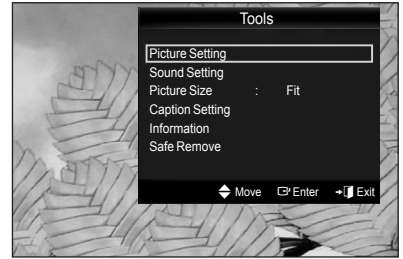 Tools
Picture Setting
Sound Setting
Picture Size : Fit
Caption Setting
Information
Safe Remove
Move Enter Exit